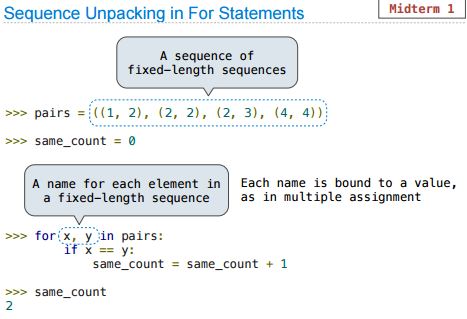 Sequence Unpacking in For Statements
Midterm 1
A sequence of
fixed-length sequences
>>> pairs = ((1, 2), (2, 2), (2, 3), (4, 4))
>>> same_count = 0
A name for each element in
a fixed-length sequence
Each name is bound to a value,
as in multiple assignment
>>> for x, y in pairs:
        if x == y:
            same_count = same_count + 1
>>> same_count
2